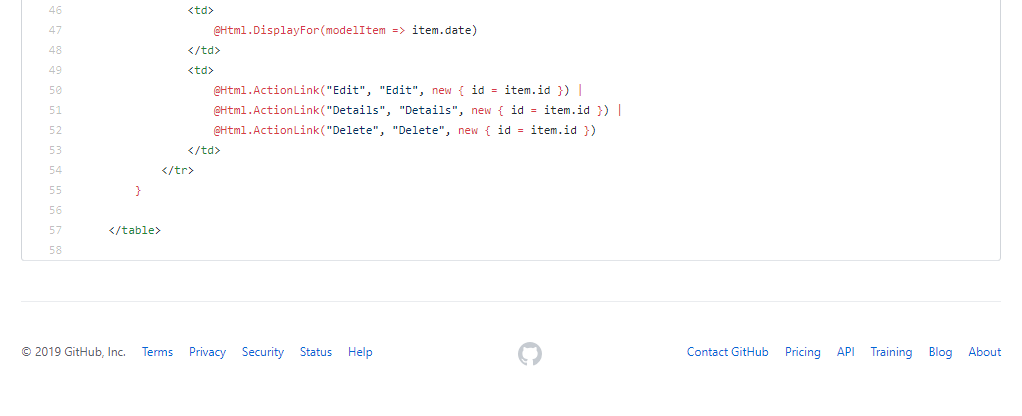 46 <td>
47 @Html.DisplayFor(modelItem => item.date)
48 </td>
49 <td>
50 @Html.ActionLink("Edit", "Edit", new { id = item.id }) |
51 @Html.ActionLink("Details", "Details", new { id = item.id }) |
52 @Html.ActionLink("Delete", "Delete", new { id = item.id })
53 </td>
54 </tr>
55 }
56
57 </table>
58
© 2019 GitHub, Inc. Terms Privacy Security Status Help Contact GitHub Pricing API Training Blog About